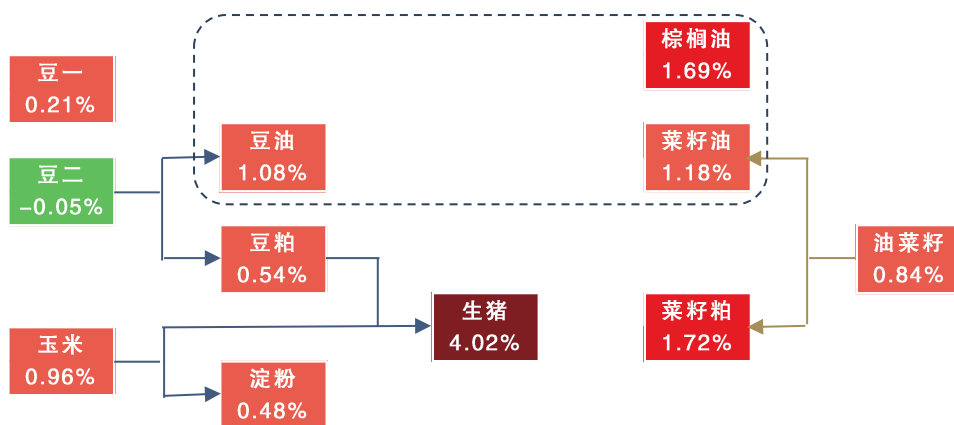 棕榈油
1.69%
豆一
0.21%
豆油
1.08%
菜籽油
1.18%
豆二
-0.05%
豆粕
0.54%
油菜籽
0.84%
生猪
4.02%
菜籽粕
1.72%
玉米
0.96%
淀粉
0.48%